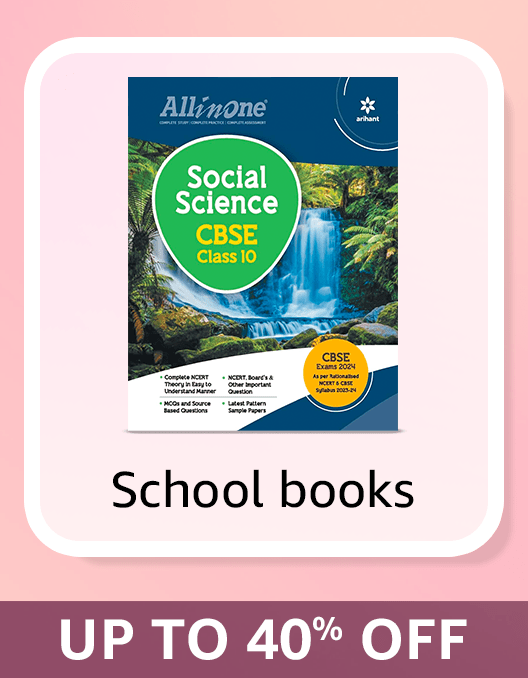 All in One
COMPLETE STUDY | COMPLETE PRACTICE | COMPLETE ASSESSMENT
arihant
Social
Science
CBSE
Class 10
CBSE
Exams 2024
As per Rationalised
NCERT & CBSE
Syllabus 2023-24
• Complete NCERT
Theory in Easy to
Understand Manner
• MCQs and Source
Based Questions
• NCERT, Board's &
Other Important
Question
• Latest Pattern
Sample Papers
School books
UP TO 40% OFF